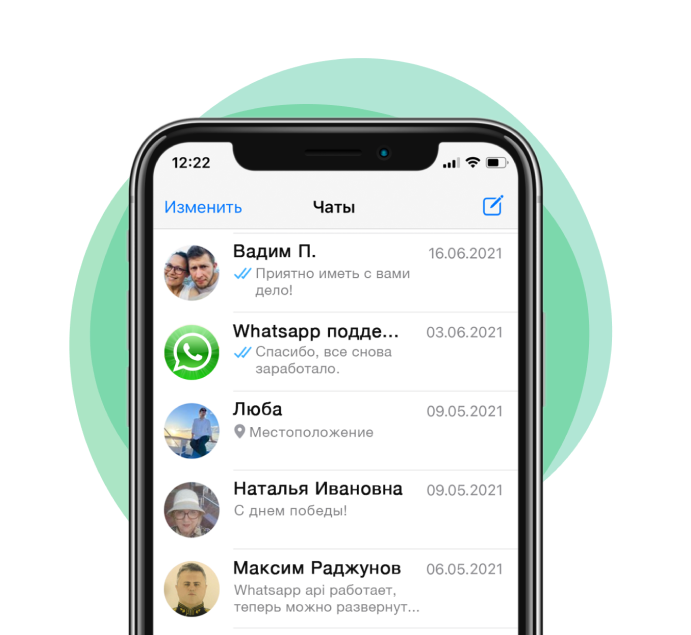 12:22
Изменить Чаты
Вадим П. 16.06.2021
Приятно иметь с вами
дело!
Whatsapp подде... 03.06.2021
Спасибо, все снова
заработало.
Люба 09.05.2021
Местоположение
Наталья Ивановна 09.05.2021
С днем победы!
Максим Раджунов 06.05.2021
Whatsapp api работает,
теперь можно развернут...